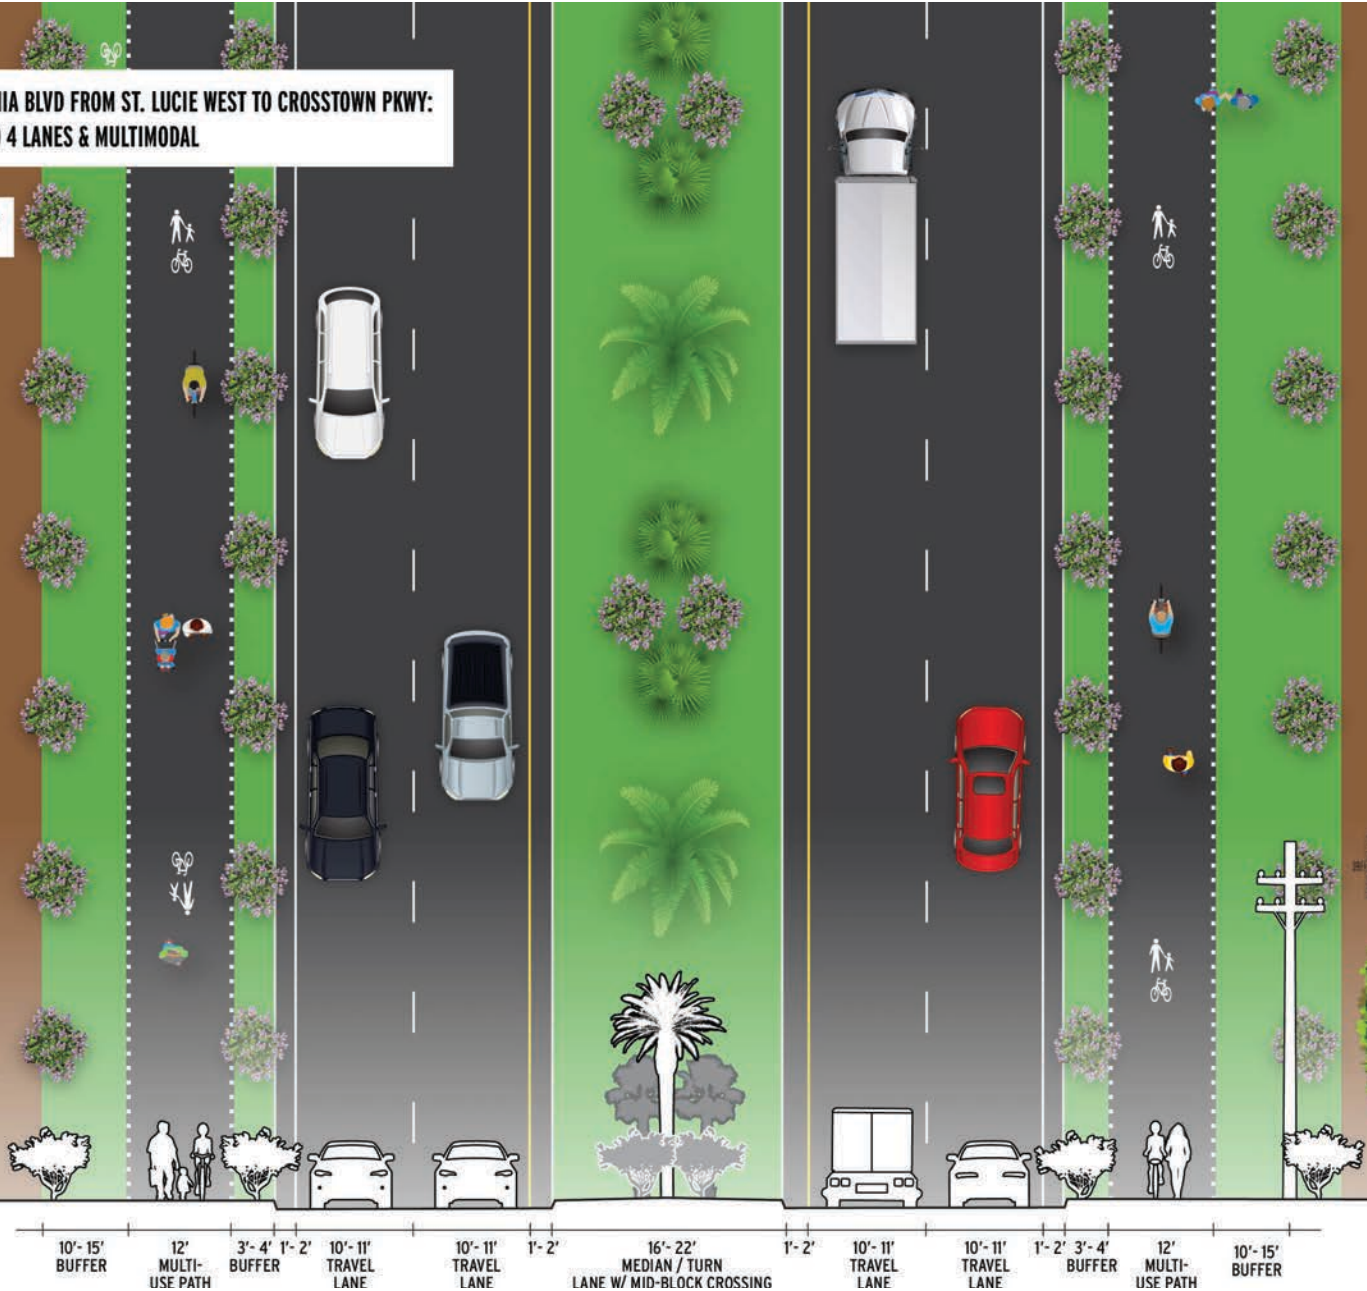 IA BLVD FROM ST. LUCIE WEST TO CROSSTOWN PKWY:
4 LANES & MULTIMODAL
10'- 15'
BUFFER
12'
MULTI-
USE PATH
3'- 4'
BUFFER
1'- 2'
10'- 11'
TRAVEL
LANE
10'- 11'
TRAVEL
LANE
1'- 2'
16'- 22'
MEDIAN / TURN
LANE W/ MID-BLOCK CROSSING
1'- 2'
10'- 11'
TRAVEL
LANE
10'- 11'
TRAVEL
LANE
1'- 2'
3'- 4'
BUFFER
12'
MULTI-
USE PATH
10'- 15'
BUFFER